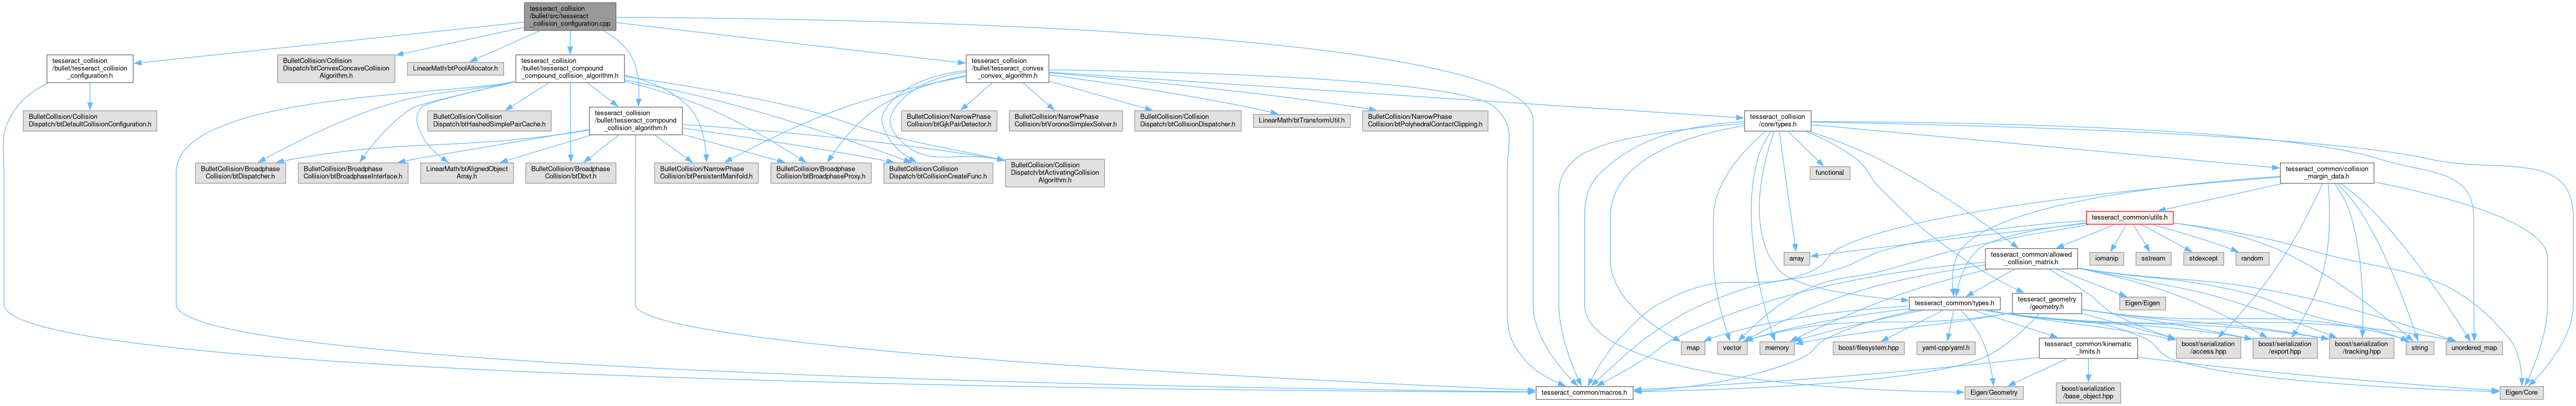 tesseract_collision
/bullet/src/tesseract
_collision_configuration.cpp
tesseract_collision
/bullet/tesseract_collision
_configuration.h
BulletCollision/Collision
Dispatch/btConvexConcaveCollision
Algorithm.h
LinearMath/btPoolAllocator.h
tesseract_collision
/bullet/tesseract_compound
_compound_collision_algorithm.h
tesseract_collision
/bullet/tesseract_convex
_convex_algorithm.h
BulletCollision/Collision
Dispatch/btDefaultCollisionConfiguration.h
BulletCollision/Collision
Dispatch/btHashedSimplePairCache.h
tesseract_collision
/bullet/tesseract_compound
_collision_algorithm.h
BulletCollision/NarrowPhase
Collision/btGjkPairDetector.h
BulletCollision/NarrowPhase
Collision/btVoronoiSimplexSolver.h
BulletCollision/Collision
Dispatch/btCollisionDispatcher.h
LinearMath/btTransformUtil.h
BulletCollision/NarrowPhase
Collision/btPolyhedralContactClipping.h
tesseract_collision
/core/types.h
BulletCollision/Broadphase
Collision/btDispatcher.h
BulletCollision/Broadphase
Collision/btBroadphaseInterface.h
LinearMath/btAlignedObject
Array.h
BulletCollision/Broadphase
Collision/btDbvt.h
BulletCollision/NarrowPhase
Collision/btPersistentManifold.h
BulletCollision/Broadphase
Collision/btBroadphaseProxy.h
BulletCollision/Collision
Dispatch/btCollisionCreateFunc.h
BulletCollision/Collision
Dispatch/btActivatingCollision
Algorithm.h
functional
tesseract_common/collision
_margin_data.h
tesseract_common/utils.h
array
tesseract_common/allowed
_collision_matrix.h
iomanip
sstream
stdexcept
random
tesseract_common/types.h
tesseract_geometry
/geometry.h
Eigen/Eigen
map
vector
memory
boost/filesystem.hpp
yaml-cpp/yaml.h
tesseract_common/kinematic
_limits.h
boost/serialization
/access.hpp
boost/serialization
/export.hpp
boost/serialization
/tracking.hpp
string
unordered_map
tesseract_common/macros.h
Eigen/Geometry
boost/serialization
/base_object.hpp
Eigen/Core